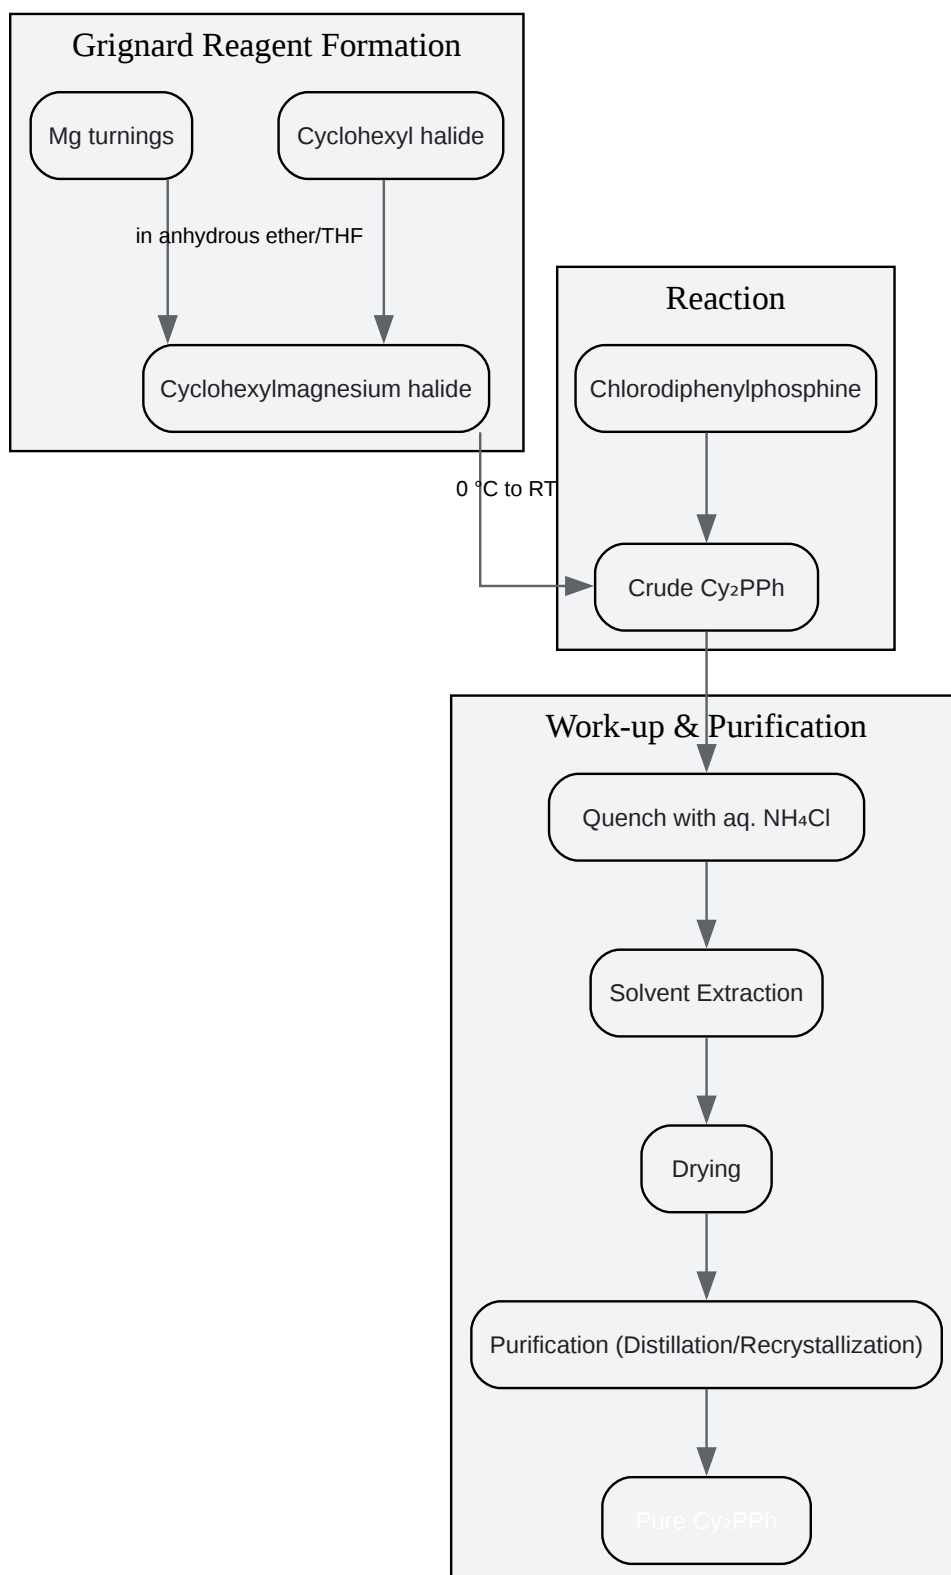 Grignard Reagent Formation
Mg turnings
Cyclohexyl halide
in anhydrous ether/THF
Cyclohexylmagnesium halide
0 °C to RT
Reaction
Chlorodiphenylphosphine
Crude Cy₂PPh
Work-up & Purification
Quench with aq. NH₄Cl
Solvent Extraction
Drying
Purification (Distillation/Recrystallization)
Pure Cy₂PPh